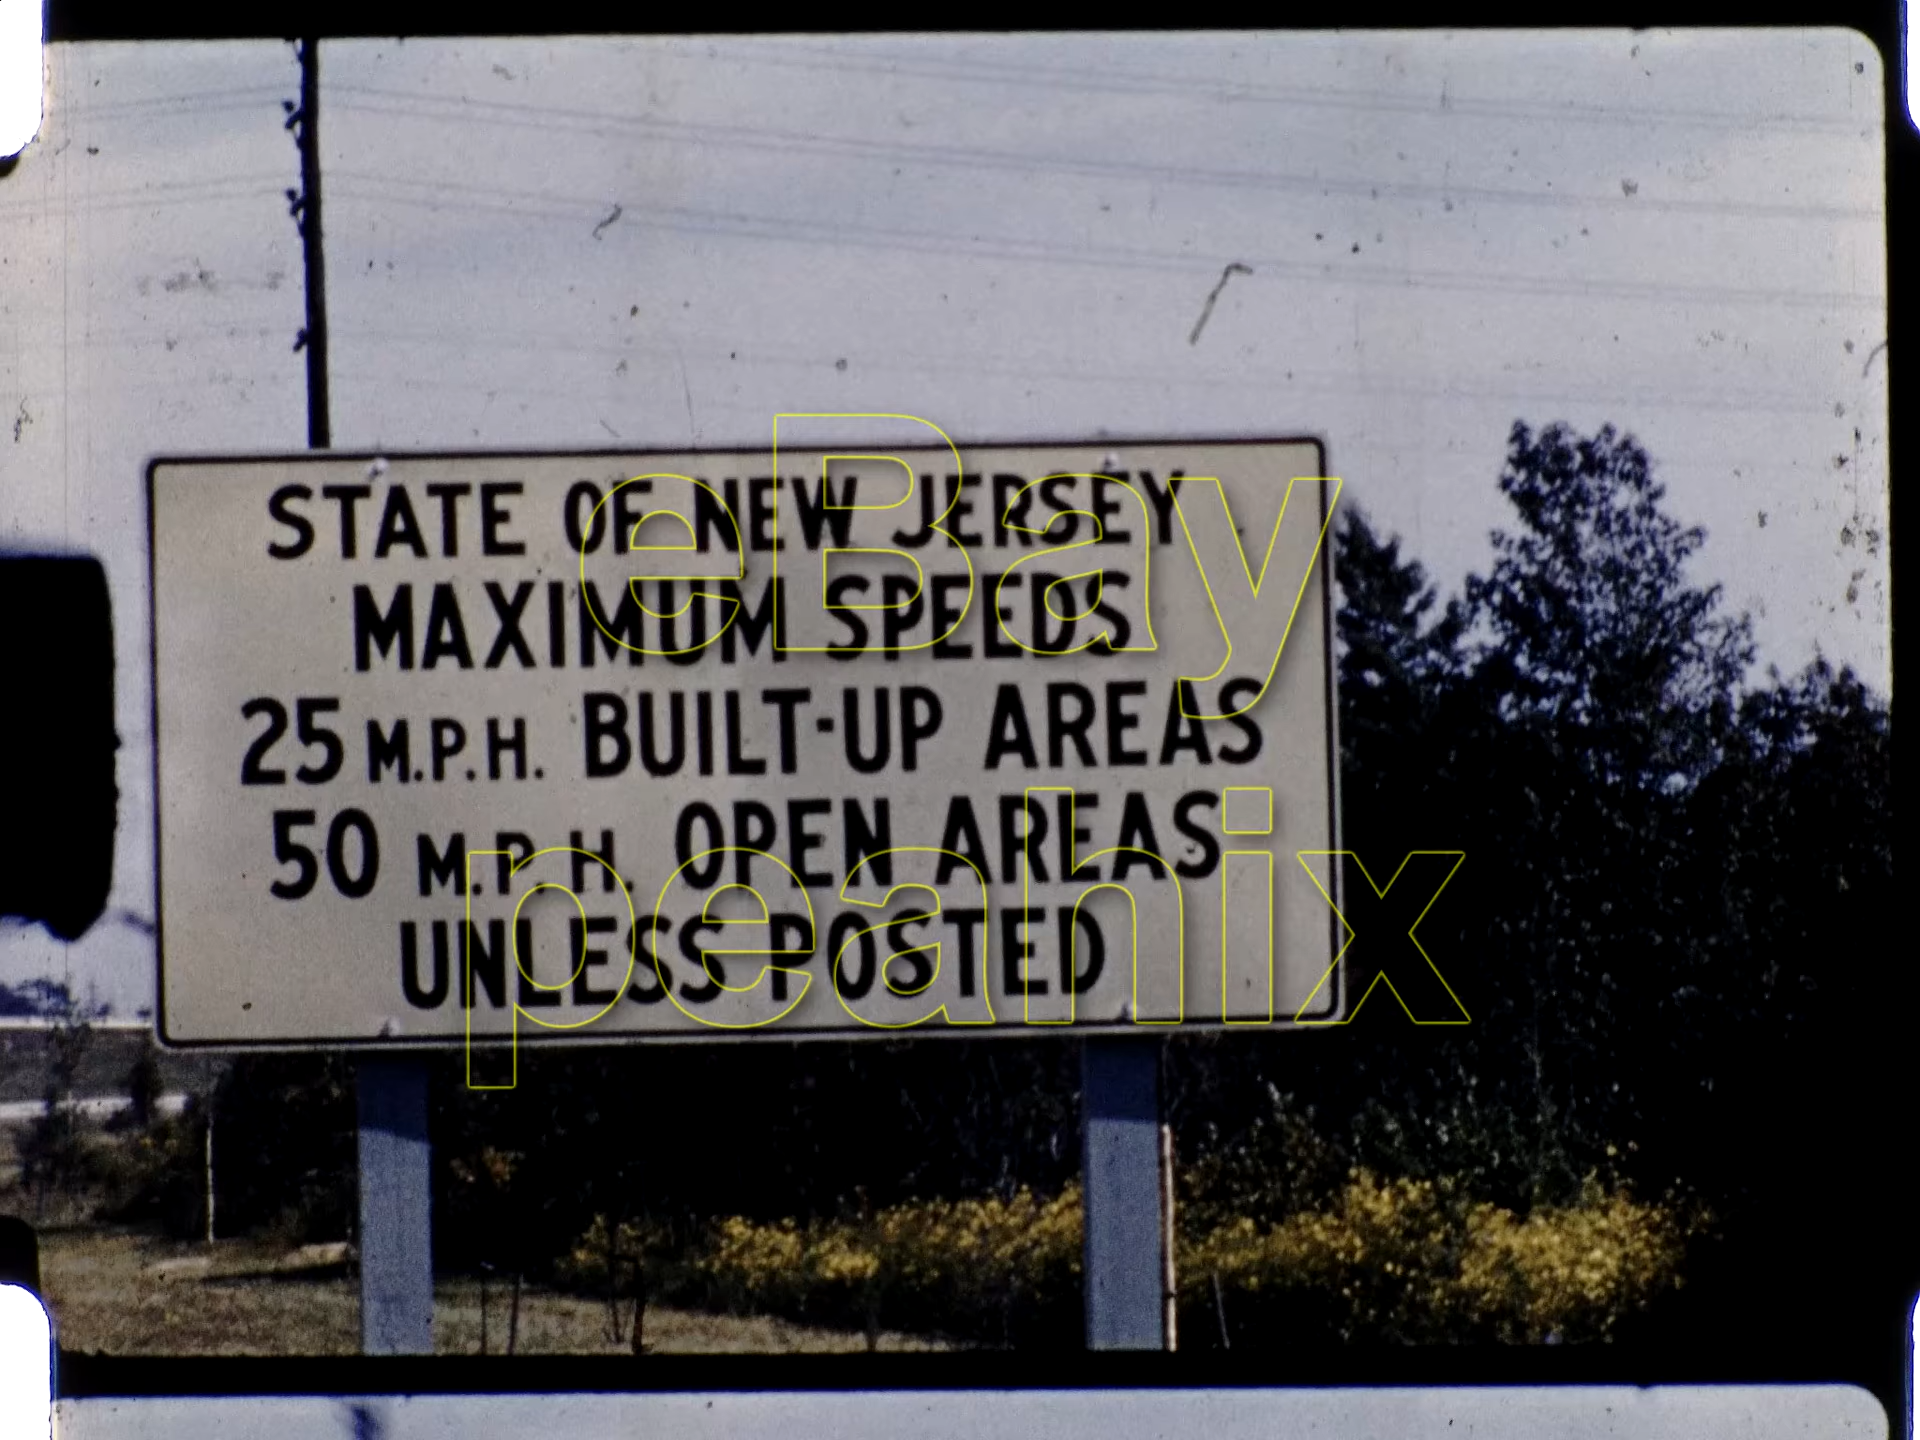 STATE OF NEW JERSEY
MAXIMUM SPEEDS
25 M.P.H. BUILT-UP AREAS
50 M.P.H. OPEN AREAS
UNLESS POSTED
eBay
peahix